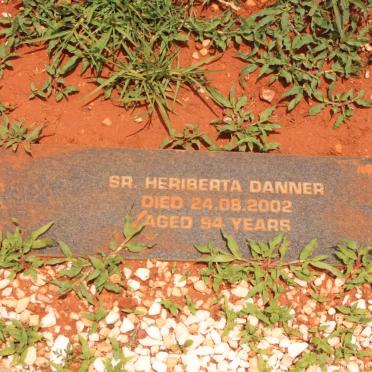 SR. HERIBERTA DANNER
DIED 24.08.2002
AGED 94 YEARS